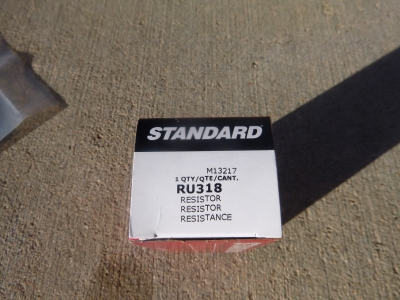 STANDARD
M13217
1 QTY/QTE/CANT.
RU318
RESISTOR
RESISTOR
RESISTANCE